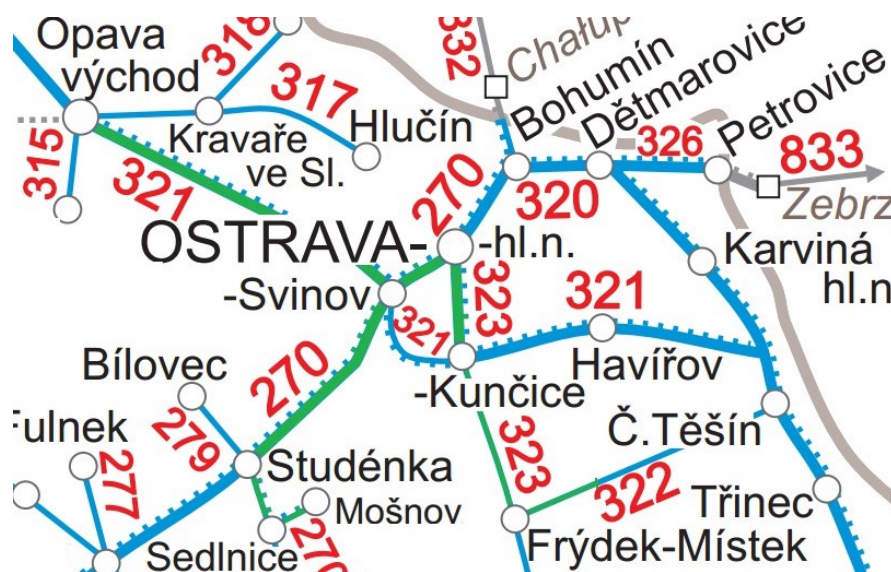 Opava
východ
318
332
Chałup
Bohumín
Dětmarovice
Petrovice
317
Hlučín
Kravaře
ve Sl.
315
321
270
320
326
833
Zebrz
OSTRAVA-
-hl.n.
-Svinov
323
321
321
Karviná
hl.n
Havířov
-Kunčice
Bílovec
270
279
Fulnek
277
Studénka
Mošnov
Sedlnice
270
323
322
Č.Těšín
Třinec
Frýdek-Místek